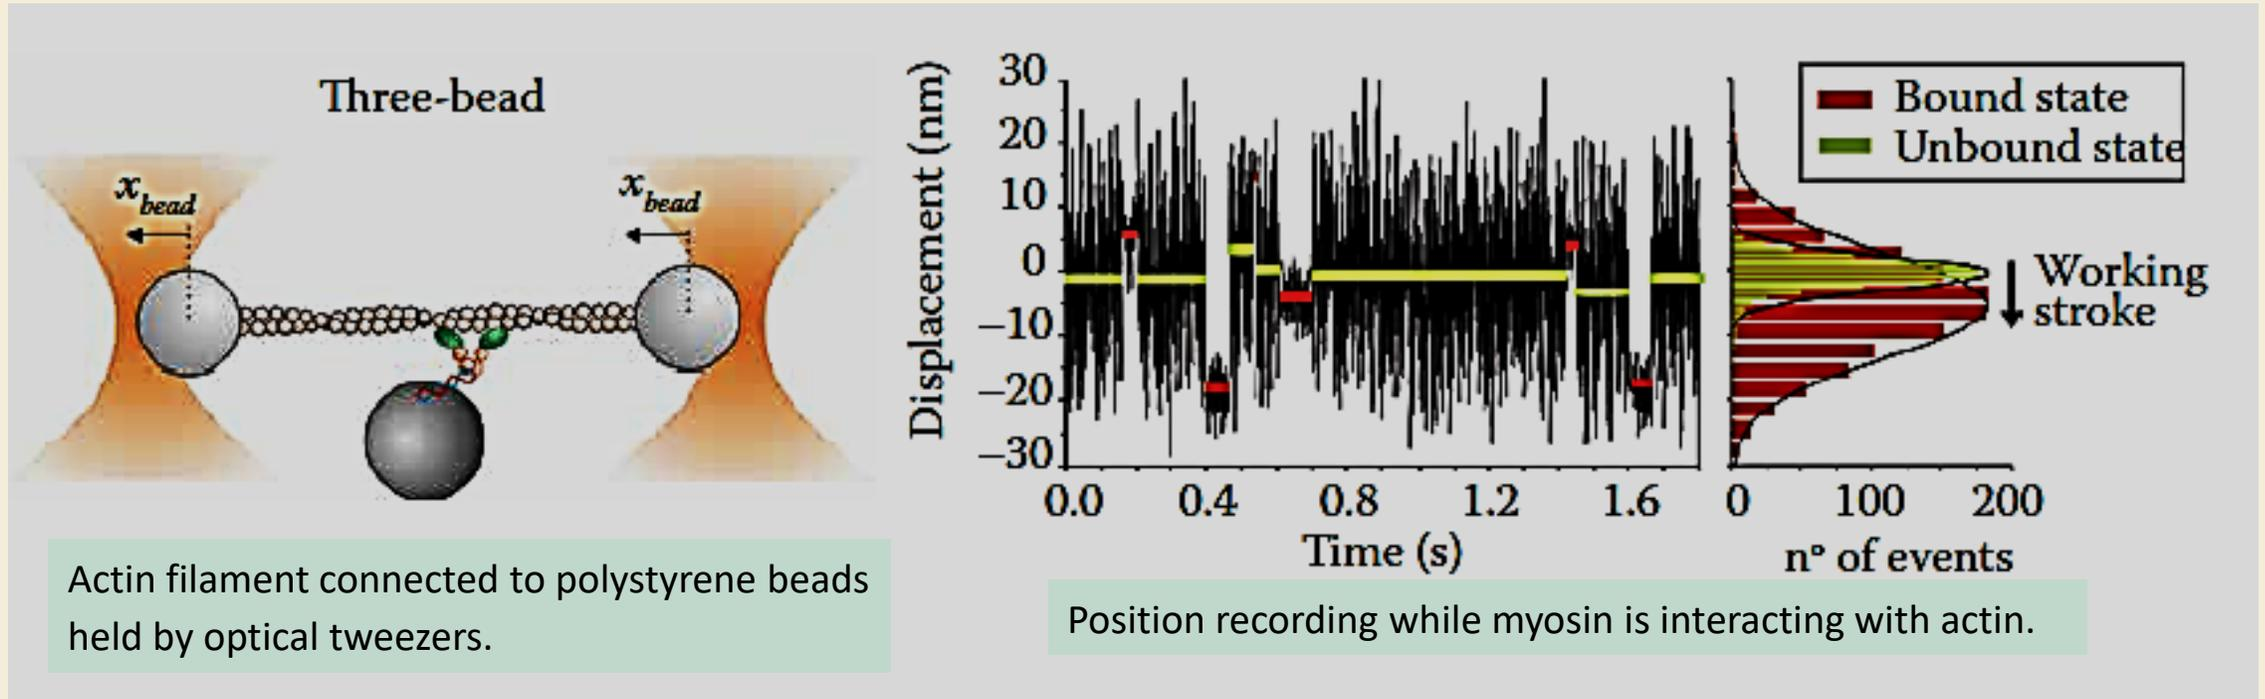 Three-bead
x bead
x bead
Actin filament connected to polystyrene beads
held by optical tweezers.
Displacement (nm)
30
20
10
0
−10
−20
−30
0.0 0.4 0.8 1.2 1.6
Time (s)
Bound state
Unbound state
Working
stroke
0 100 200
n° of events
Position recording while myosin is interacting with actin.